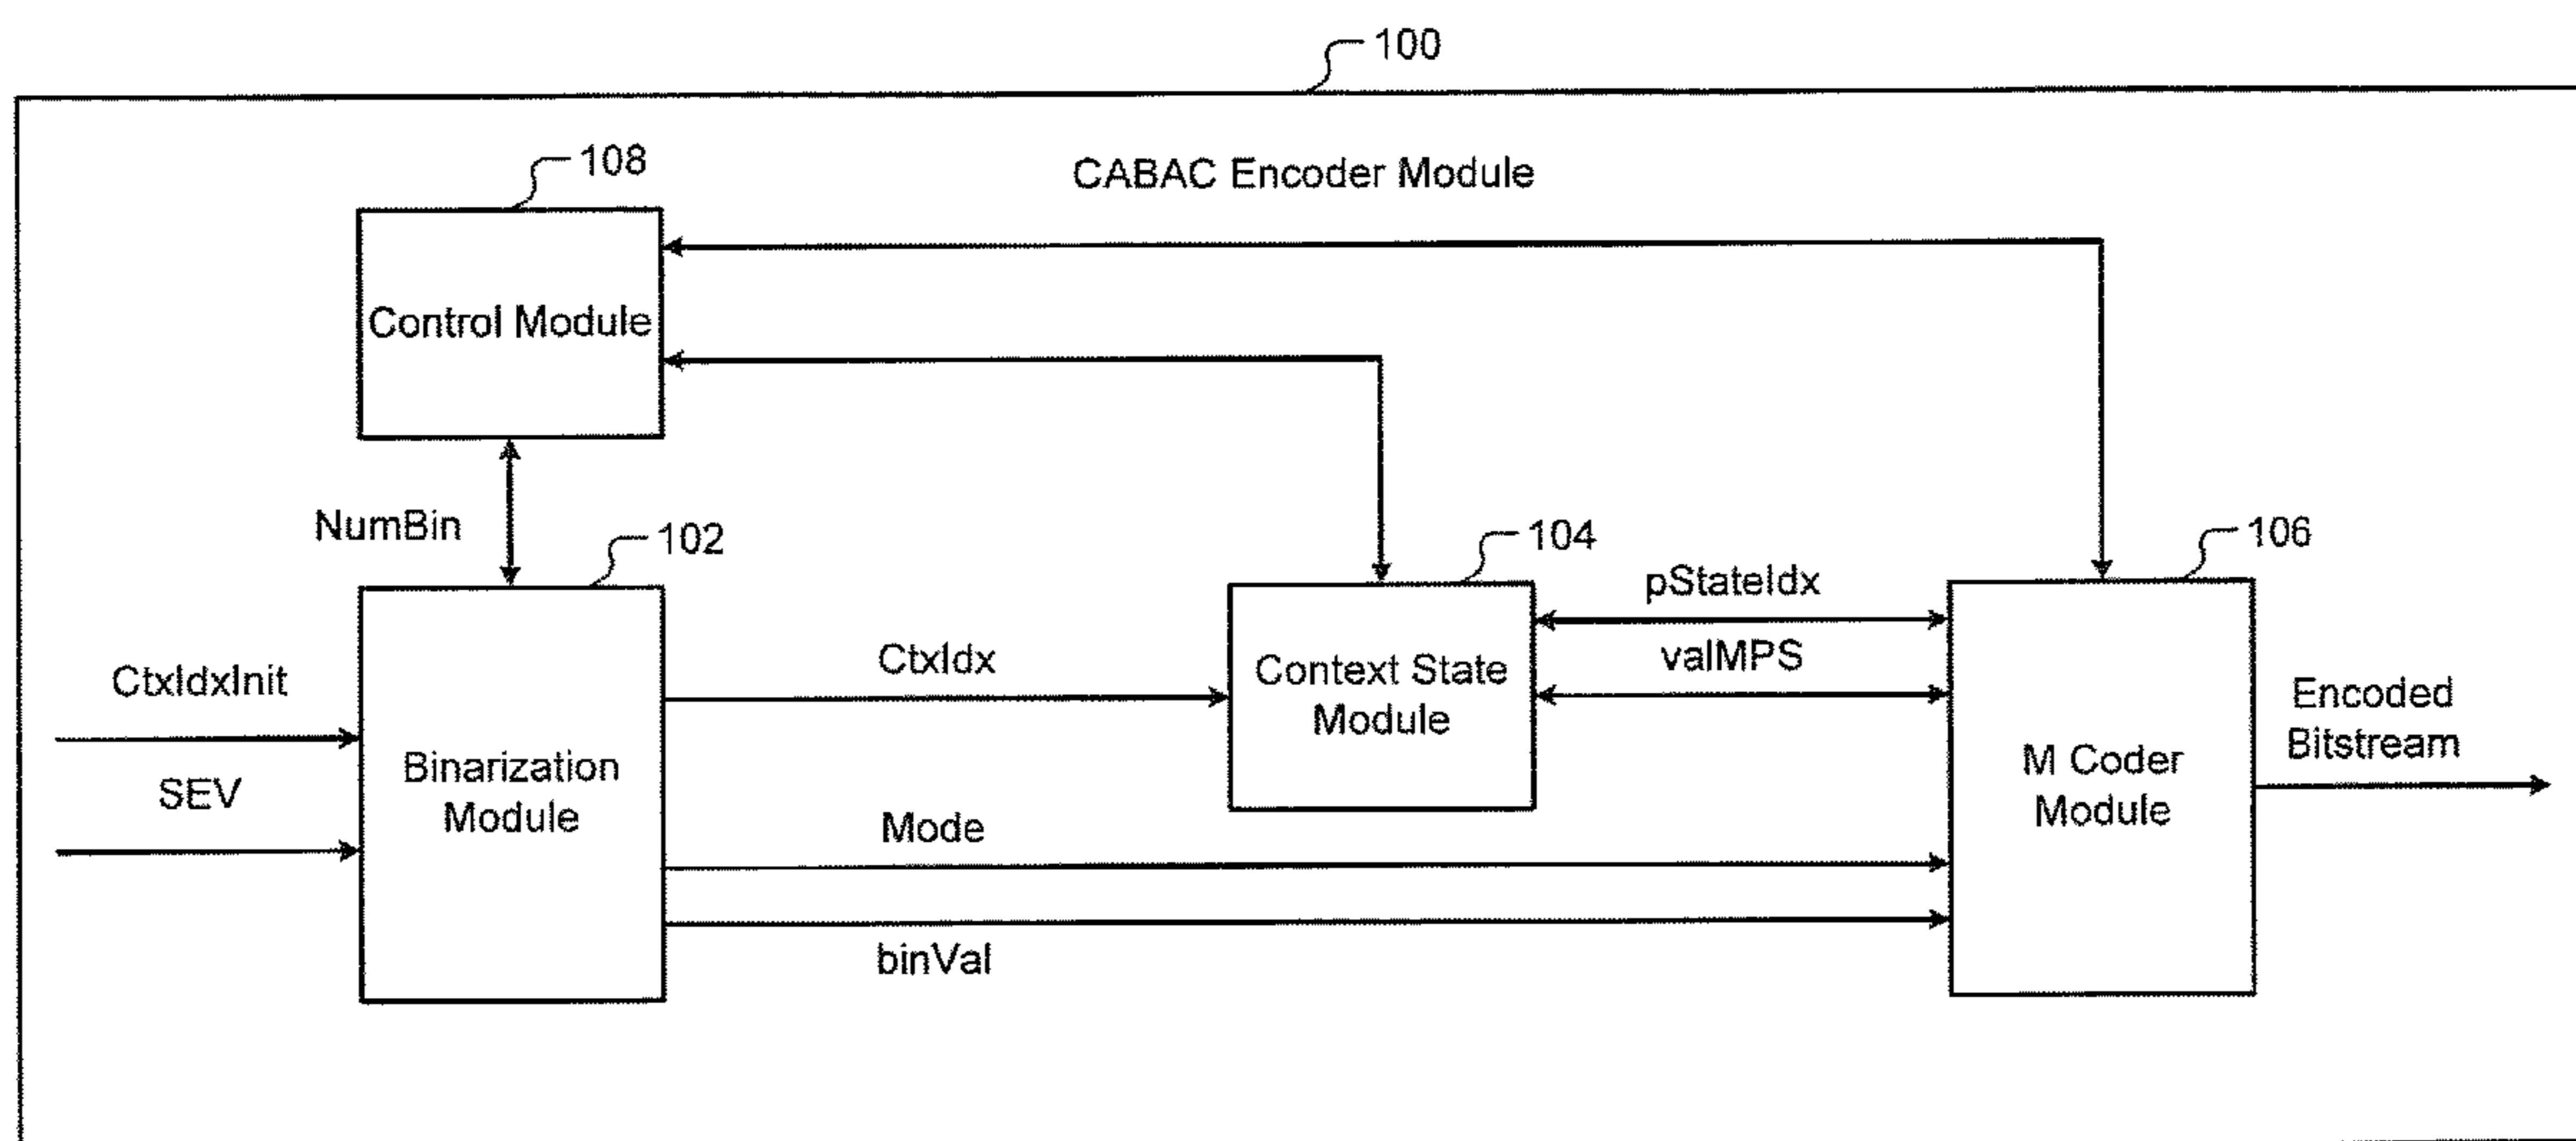 100
108
CABAC Encoder Module
Control Module
NumBin
102
104
106
pStateIdx
CtxIdx
valMPS
CtxIdxInit
Context State
Module
Encoded
Bitstream
Binarization
Module
M Coder
Module
SEV
Mode
binVal